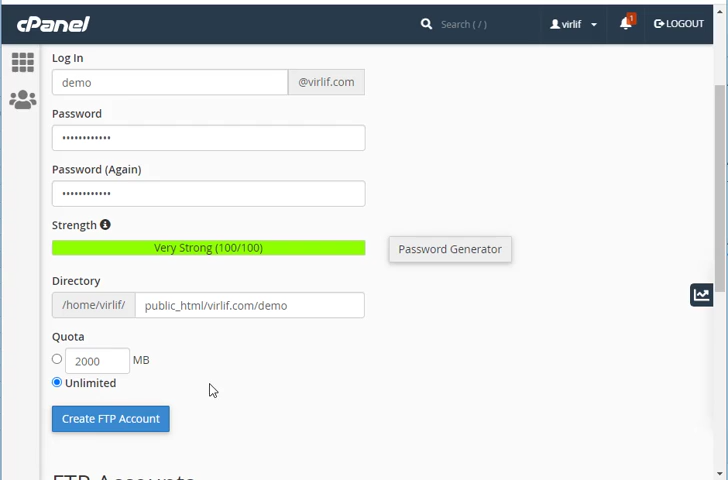 cPanel Search ( / ) virlif 1 LOGOUT
Log In
demo @virlif.com
Password
••••••••••••
Password (Again)
••••••••••••
Strength
Very Strong (100/100) Password Generator
Directory
/home/virlif/ public_html/virlif.com/demo
Quota
2000 MB
Unlimited
Create FTP Account
FTP Accounts